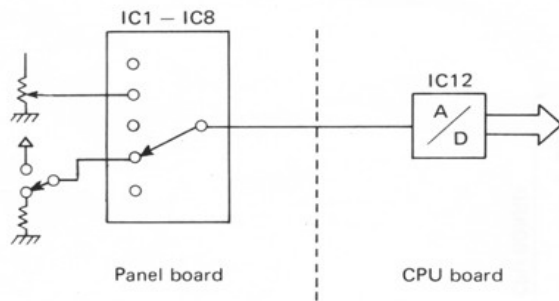 IC1 – IC8
IC12
A
D
Panel board
CPU board